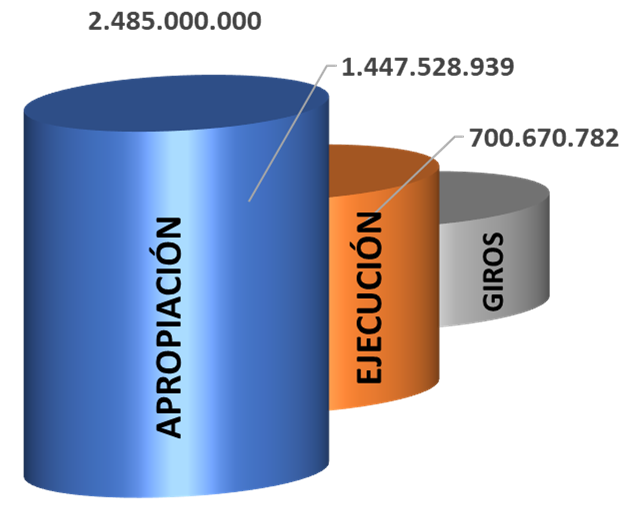 2.485.000.000
1.447.528.939
700.670.782
APROPIACIÓN
EJECUCIÓN
GIROS